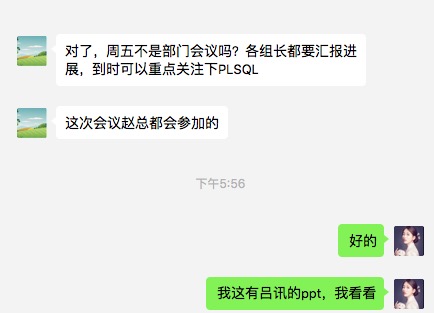 对了，周五不是部门会议吗？各组长都要汇报进
展，到时可以重点关注下PLSQL
这次会议赵总都会参加的
下午5:56
好的
我这有吕讯的ppt，我看看